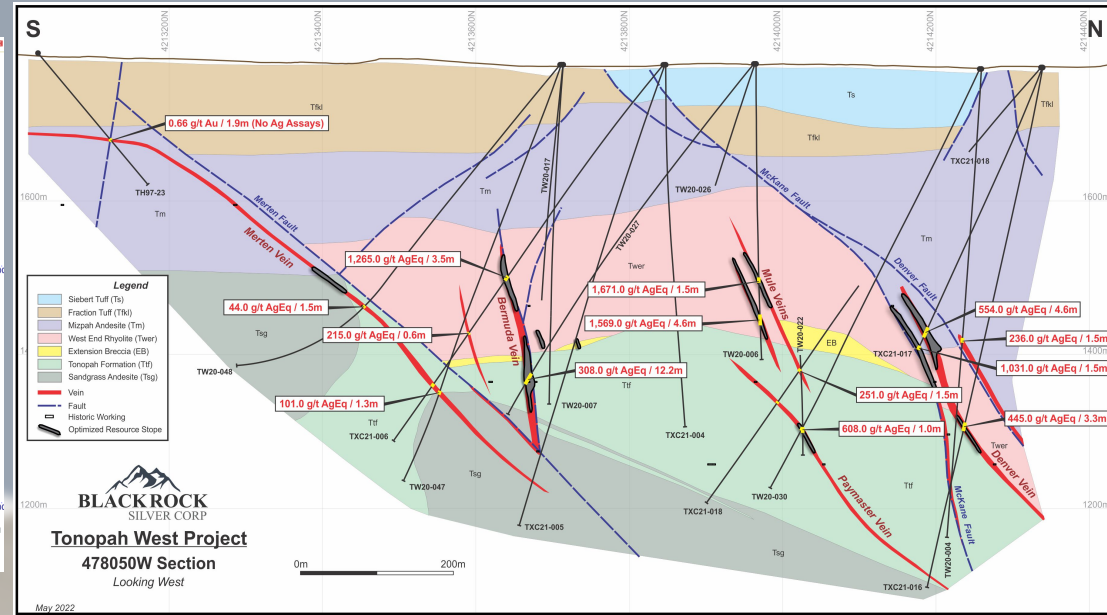 S
N
4213200N
4213400N
4213600N
4213800N
4214000N
4214200N
4214400N
Tfkl
Ts
Tfkl
Tfkl
0.66 g/t Au / 1.9m (No Ag Assays)
TH97-23
Tm
Tm
Tm
TW20-017
TW20-026
TXC21-018
1600m
1600m
Merten Fault
Merten Vein
McKane Fault
TW20-027
Twer
Denver Fault
1,265.0 g/t AgEq / 3.5m
1,671.0 g/t AgEq / 1.5m
Mule Veins
44.0 g/t AgEq / 1.5m
Bermuda Vein
1,569.0 g/t AgEq / 4.6m
554.0 g/t AgEq / 4.6m
215.0 g/t AgEq / 0.6m
TW20-022
236.0 g/t AgEq / 1.5m
Tsg
EB
TXC21-017
1400m
TW20-006
TW20-048
308.0 g/t AgEq / 12.2m
1,031.0 g/t AgEq / 1.5m
Ttf
101.0 g/t AgEq / 1.3m
TW20-007
251.0 g/t AgEq / 1.5m
445.0 g/t AgEq / 3.3m
Ttf
TXC21-006
TXC21-004
608.0 g/t AgEq / 1.0m
Twer
Denver Vein
Tsg
Ttf
TW20-047
TW20-030
Paymaster Vein
McKane Fault
1200m
1200m
TXC21-018
TXC21-005
TW20-004
Tsg
TXC21-016
Legend
Siebert Tuff (Ts)
Fraction Tuff (Tfkl)
Mizpah Andesite (Tm)
West End Rhyolite (Twer)
Extension Breccia (EB)
Tonopah Formation (Ttf)
Sandgrass Andesite (Tsg)
Vein
Fault
Historic Working
Optimized Resource Stope
BLACKROCK
SILVER CORP
Tonopah West Project
478050W Section
Looking West
0m
200m
May 2022